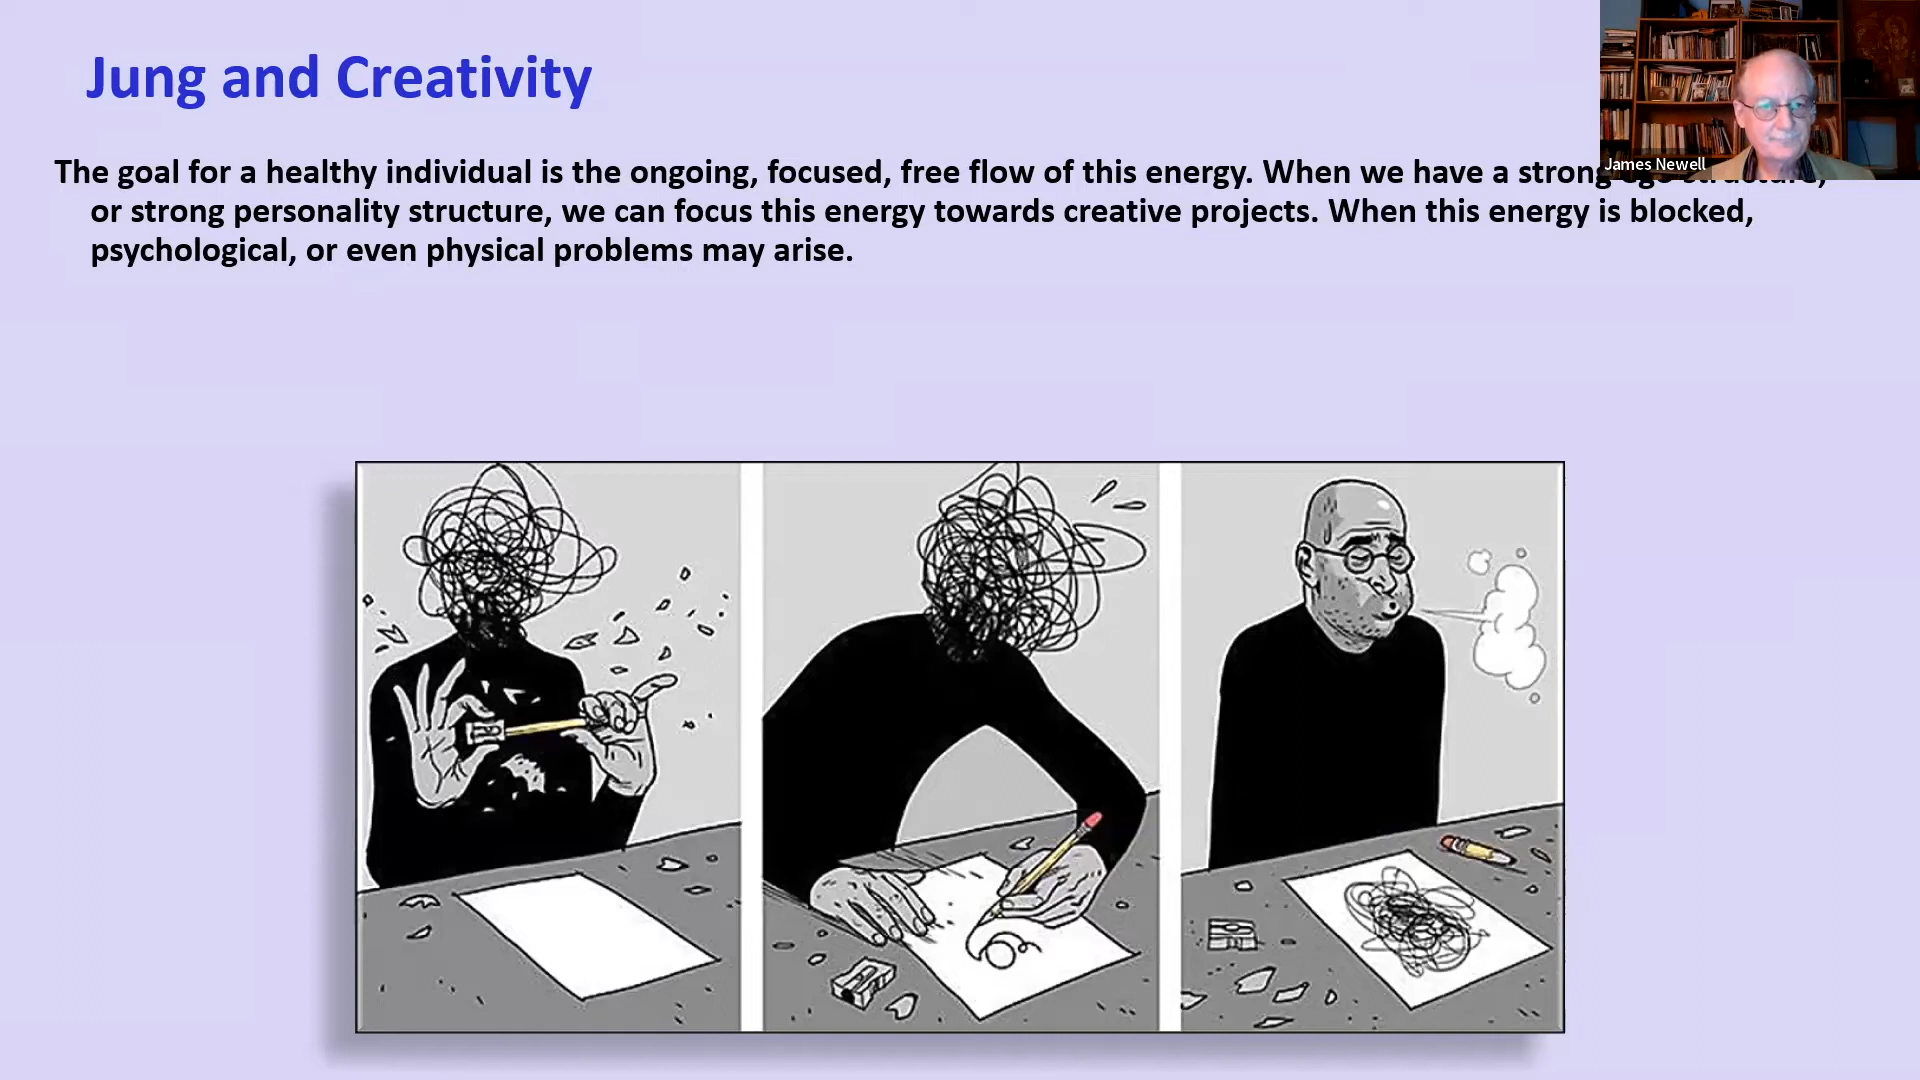 Jung and Creativity
The goal for a healthy individual is the ongoing, focused, free flow of this energy. When we have a strong
or strong personality structure, we can focus this energy towards creative projects. When this energy is blocked,
psychological, or even physical problems may arise.
James Newell